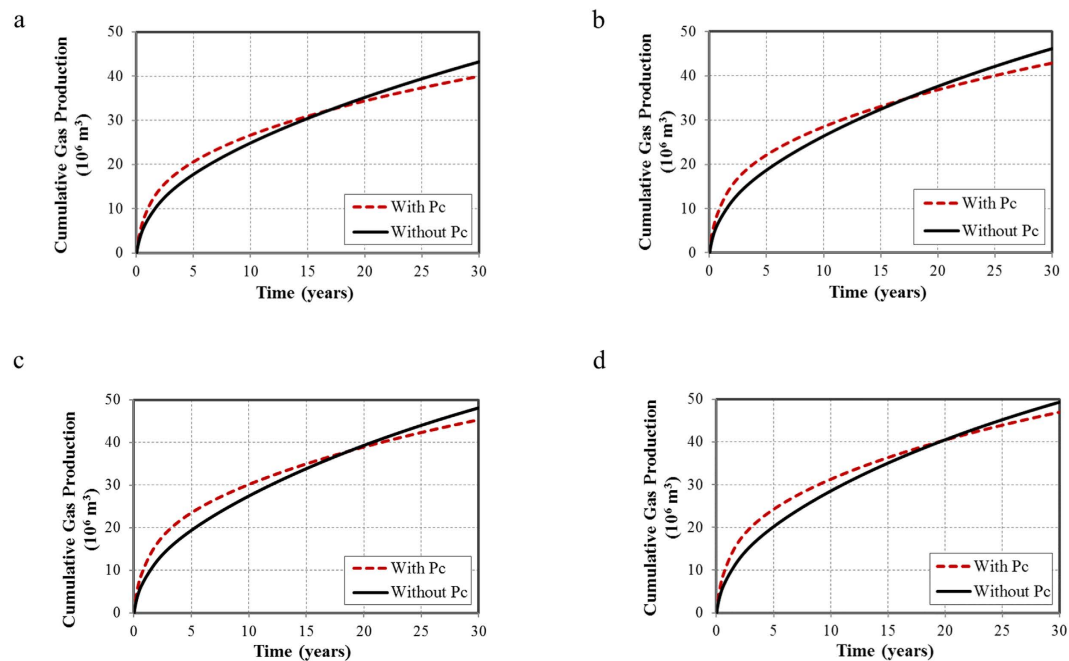 a
Cumulative Gas Production
(10⁶ m³)
50
40
30
20
10
0
With Pc
Without Pc
0 5 10 15 20 25 30
Time (years)
b
Cumulative Gas Production
(10⁶ m³)
50
40
30
20
10
0
With Pc
Without Pc
0 5 10 15 20 25 30
Time (years)
c
Cumulative Gas Production
(10⁶ m³)
50
40
30
20
10
0
With Pc
Without Pc
0 5 10 15 20 25 30
Time (years)
d
Cumulative Gas Production
(10⁶ m³)
50
40
30
20
10
0
With Pc
Without Pc
0 5 10 15 20 25 30
Time (years)